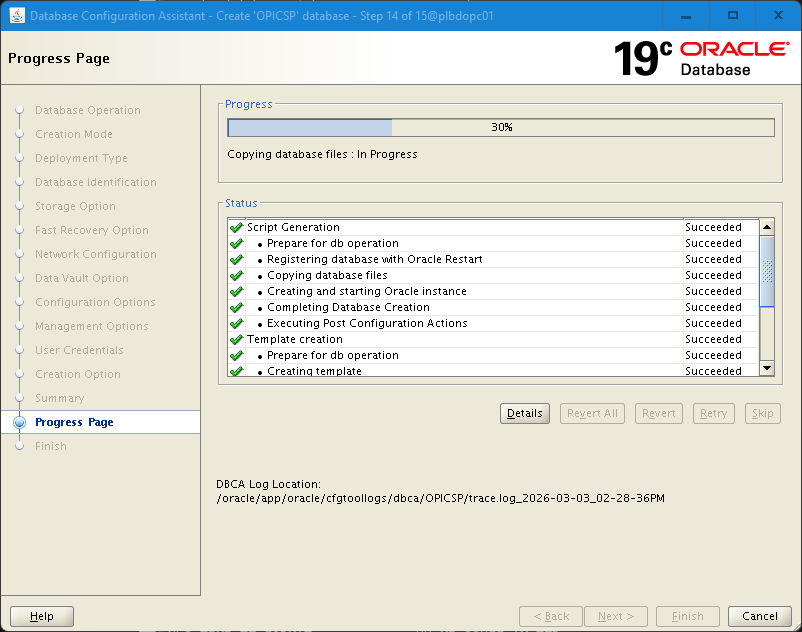 Database Configuration Assistant - Create 'OPICSP' database - Step 14 of 15@plbdopc01
Progress Page
19c ORACLE
Database
Database Operation
Creation Mode
Deployment Type
Database Identification
Storage Option
Fast Recovery Option
Network Configuration
Data Vault Option
Configuration Options
Management Options
User Credentials
Creation Option
Summary
Progress Page
Finish
Progress
30%
Copying database files : In Progress
Status
Script Generation Succeeded
• Prepare for db operation Succeeded
• Registering database with Oracle Restart Succeeded
• Copying database files Succeeded
• Creating and starting Oracle instance Succeeded
• Completing Database Creation Succeeded
• Executing Post Configuration Actions Succeeded
Template creation Succeeded
• Prepare for db operation Succeeded
• Creating template Succeeded
Details Revert All Revert Retry Skip
DBCA Log Location:
/oracle/app/oracle/cfgtoollogs/dbca/OPICSP/trace.log_2026-03-03_02-28-36PM
Help < Back Next > Finish Cancel